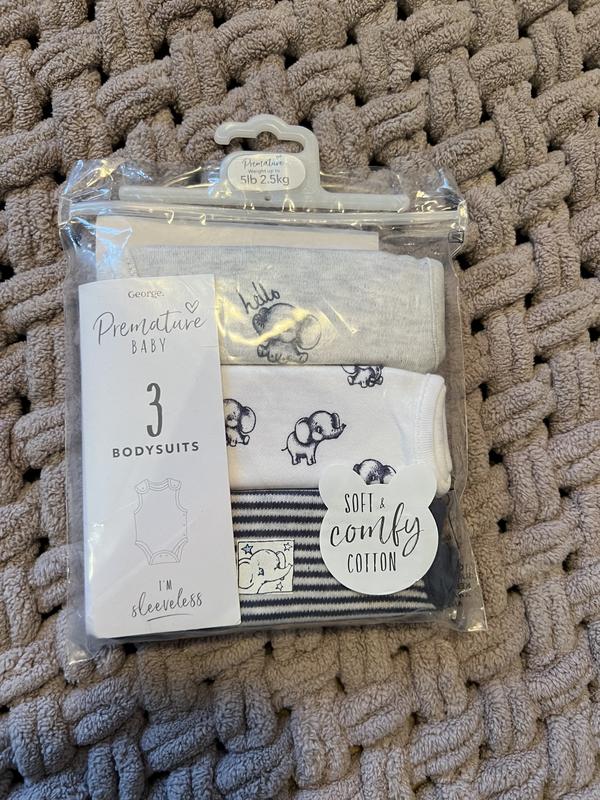 Premature
Weight up to
5lb 2.5kg
George.
Premature
BABY
3
BODYSUITS
I'M
sleeveless
hello
SOFT &
comfy
COTTON